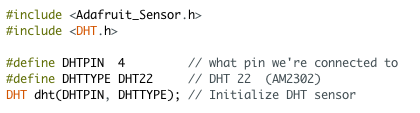 #include <Adafruit_Sensor.h>
#include <DHT.h>
#define DHTPIN  4         // what pin we're connected to
#define DHTTYPE DHT22     // DHT 22  (AM2302)
DHT dht(DHTPIN, DHTTYPE); // Initialize DHT sensor